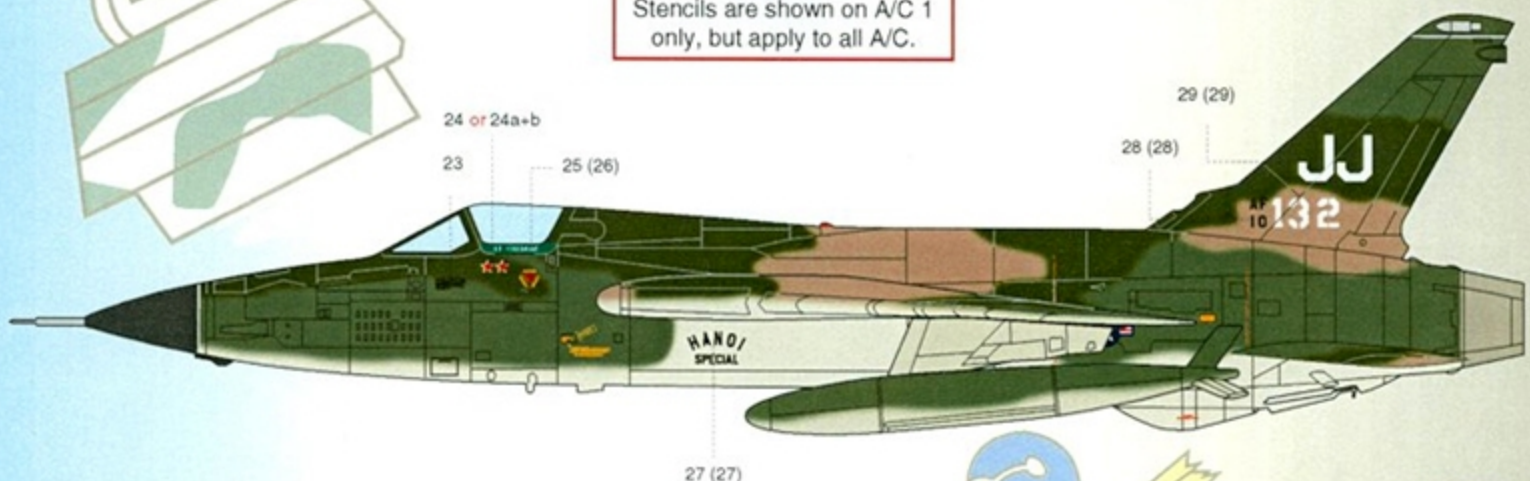 Stencils are shown on A/C 1
only, but apply to all A/C.
29 (29)
24 or 24a+b
28 (28)
23
25 (26)
JJ
AF
10
132
HANOI
SPECIAL
27 (27)